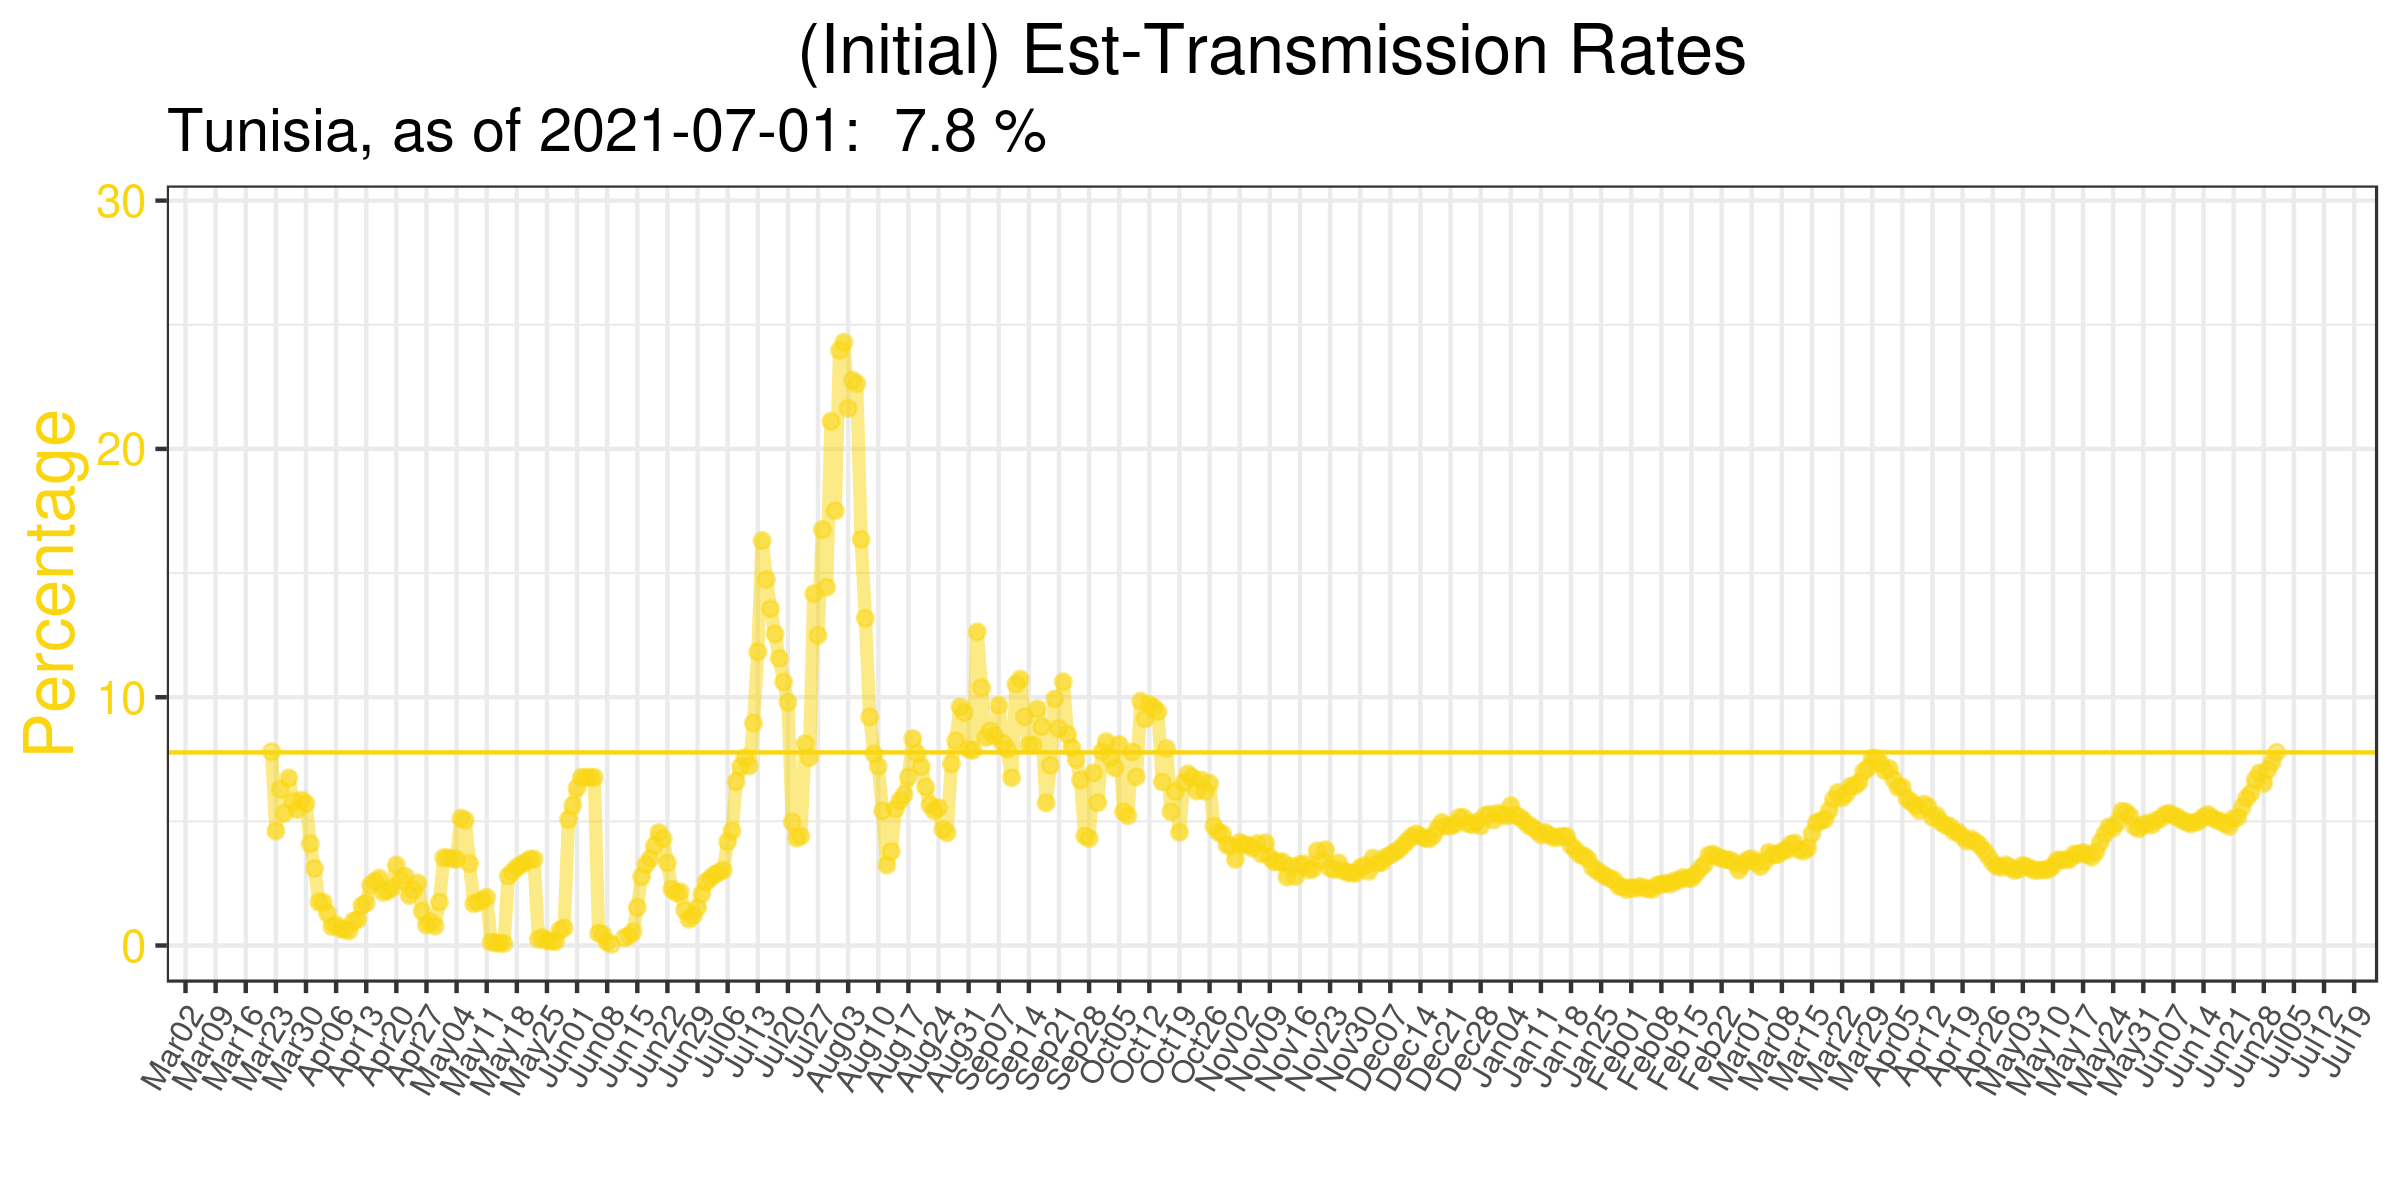 (Initial) Est-Transmission Rates
Tunisia, as of 2021-07-01:  7.8 %
Percentage
30
20
10
0
Mar02 Mar09 Mar16 Mar23 Mar30 Apr06 Apr13 Apr20 Apr27 May04 May11 May18 May25 Jun01 Jun08 Jun15 Jun22 Jun29 Jul06 Jul13 Jul20 Jul27 Aug03 Aug10 Aug17 Aug24 Aug31 Sep07 Sep14 Sep21 Sep28 Oct05 Oct12 Oct19 Oct26 Nov02 Nov09 Nov16 Nov23 Nov30 Dec07 Dec14 Dec21 Dec28 Jan04 Jan11 Jan18 Jan25 Feb01 Feb08 Feb15 Feb22 Mar01 Mar08 Mar15 Mar22 Mar29 Apr05 Apr12 Apr19 Apr26 May03 May10 May17 May24 May31 Jun07 Jun14 Jun21 Jun28 Jul05 Jul12 Jul19